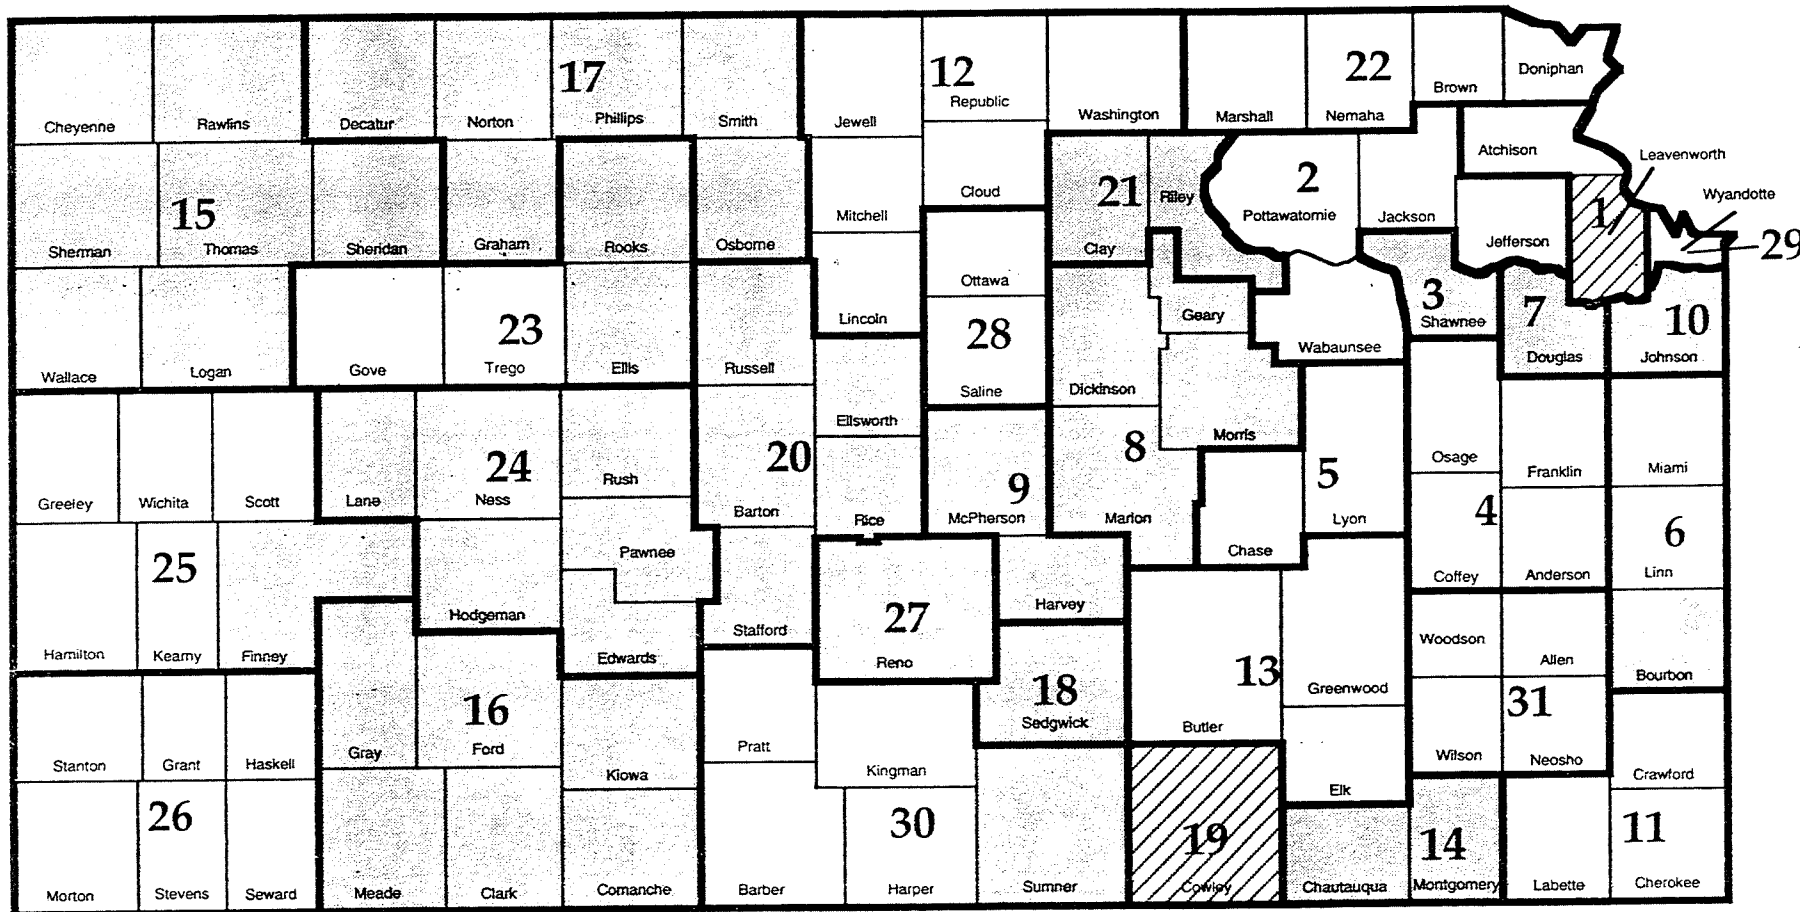 17
12
22
Cheyenne
Rawlins
Decatur
Norton
Phillips
Smith
Jewell
Republic
Washington
Marshall
Nemaha
Brown
Doniphan
Atchison
Leavenworth
Wyandotte
29
15
21
2
1
Sherman
Thomas
Sheridan
Graham
Rooks
Osborne
Mitchell
Cloud
Clay
Riley
Pottawatomie
Jackson
Jefferson
23
28
3
7
10
Wallace
Logan
Gove
Trego
Ellis
Russell
Lincoln
Ottawa
Saline
Dickinson
Geary
Wabaunsee
Shawnee
Douglas
Johnson
24
20
9
8
5
4
6
Greeley
Wichita
Scott
Lane
Ness
Rush
Barton
Ellsworth
Rice
McPherson
Marion
Morris
Chase
Lyon
Osage
Franklin
Miami
25
27
Hamilton
Kearny
Finney
Hodgeman
Pawnee
Edwards
Stafford
Reno
Harvey
Coffey
Anderson
Linn
16
18
13
31
Stanton
Grant
Haskell
Gray
Ford
Kiowa
Pratt
Kingman
Sedgwick
Butler
Greenwood
Woodson
Allen
Bourbon
Wilson
Neosho
Crawford
26
30
19
14
11
Morton
Stevens
Seward
Meade
Clark
Comanche
Barber
Harper
Sumner
Cowley
Elk
Chautauqua
Montgomery
Labette
Cherokee